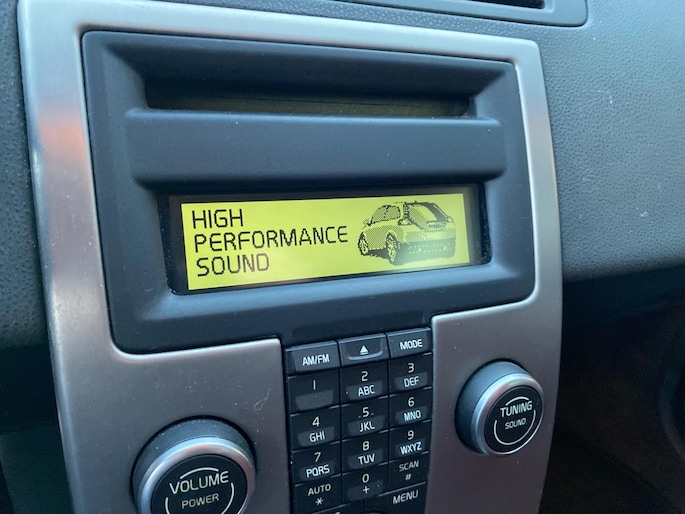 HIGH
PERFORMANCE
SOUND
AM/FM
MODE
1
2
ABC
3
DEF
4
GHI
5
JKL
6
MNO
7
PQRS
8
TUV
9
WXYZ
AUTO
*
0
+
SCAN
#
MENU
VOLUME
POWER
TUNING
SOUND